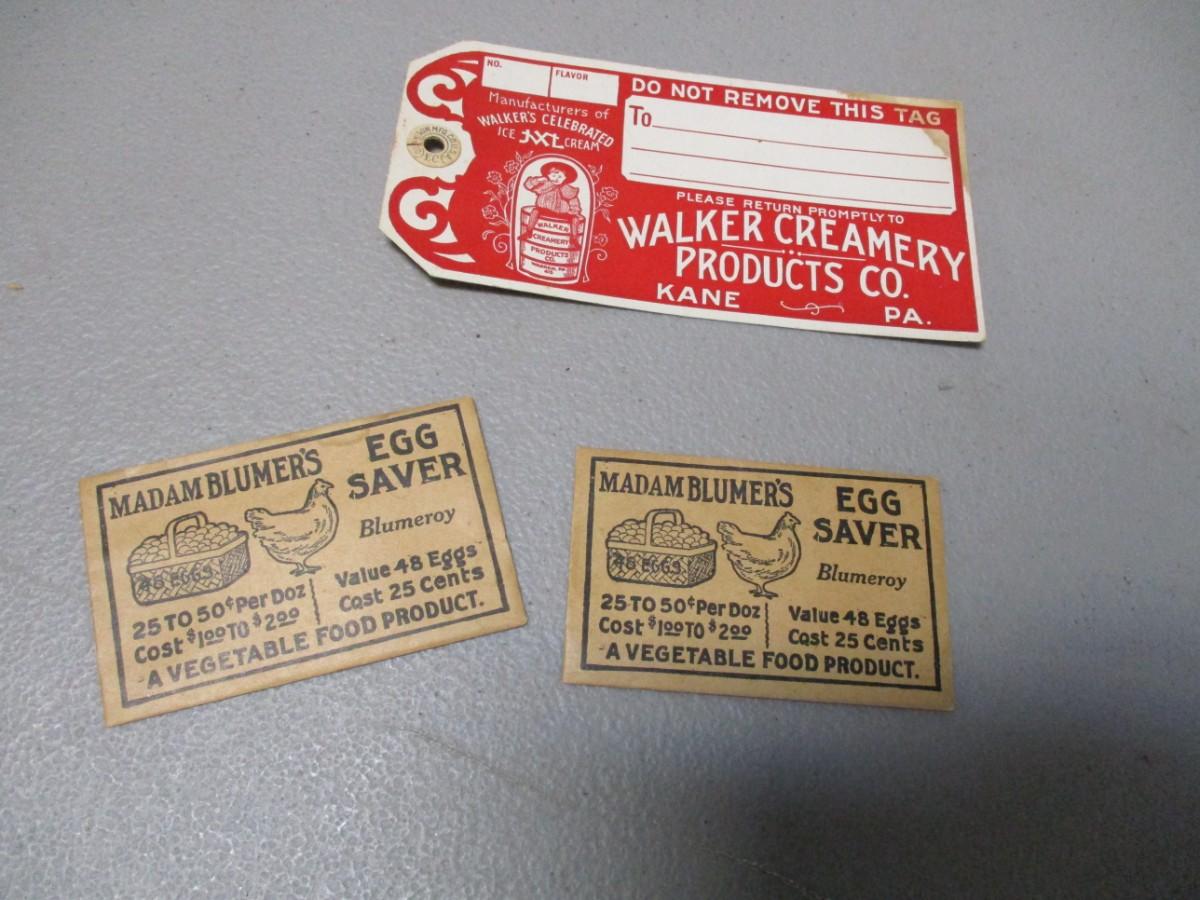 NO.
FLAVOR
DO NOT REMOVE THIS TAG
To
Manufacturers of
WALKER'S CELEBRATED
ICE JXL CREAM
WALKER
CREAMERY
PRODUCTS
CO.
PLEASE RETURN PROMPTLY TO
WALKER CREAMERY
PRODUCTS CO.
KANE PA.
MADAM BLUMER'S
EGG
SAVER
Blumeroy
48 EGGS
25 TO 50¢ Per Doz
Cost $1.00 TO $2.00
Value 48 Eggs
Cost 25 Cents
A VEGETABLE FOOD PRODUCT.
MADAM BLUMER'S
EGG
SAVER
Blumeroy
48 EGGS
25 TO 50¢ Per Doz
Cost $1.00 TO $2.00
Value 48 Eggs
Cost 25 Cents
A VEGETABLE FOOD PRODUCT.